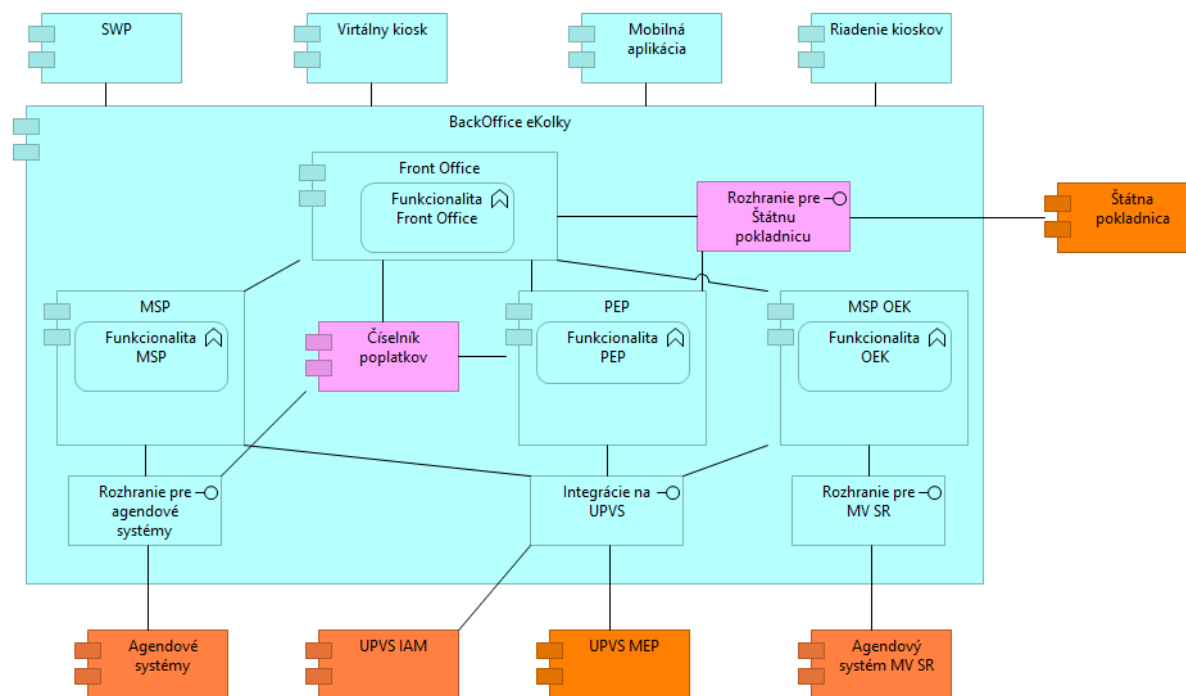 SWP
Virtálny kiosk
Mobilná
aplikácia
Riadenie kioskov
BackOffice eKolky
Front Office
Funkcionalita
Front Office
Rozhranie pre
Štátnu
pokladnicu
Štátna
pokladnica
MSP
Funkcionalita
MSP
Číselník
poplatkov
PEP
Funkcionalita
PEP
MSP OEK
Funkcionalita
OEK
Rozhranie pre
agendové
systémy
Integrácie na
UPVS
Rozhranie pre
MV SR
Agendové
systémy
UPVS IAM
UPVS MEP
Agendový
systém MV SR